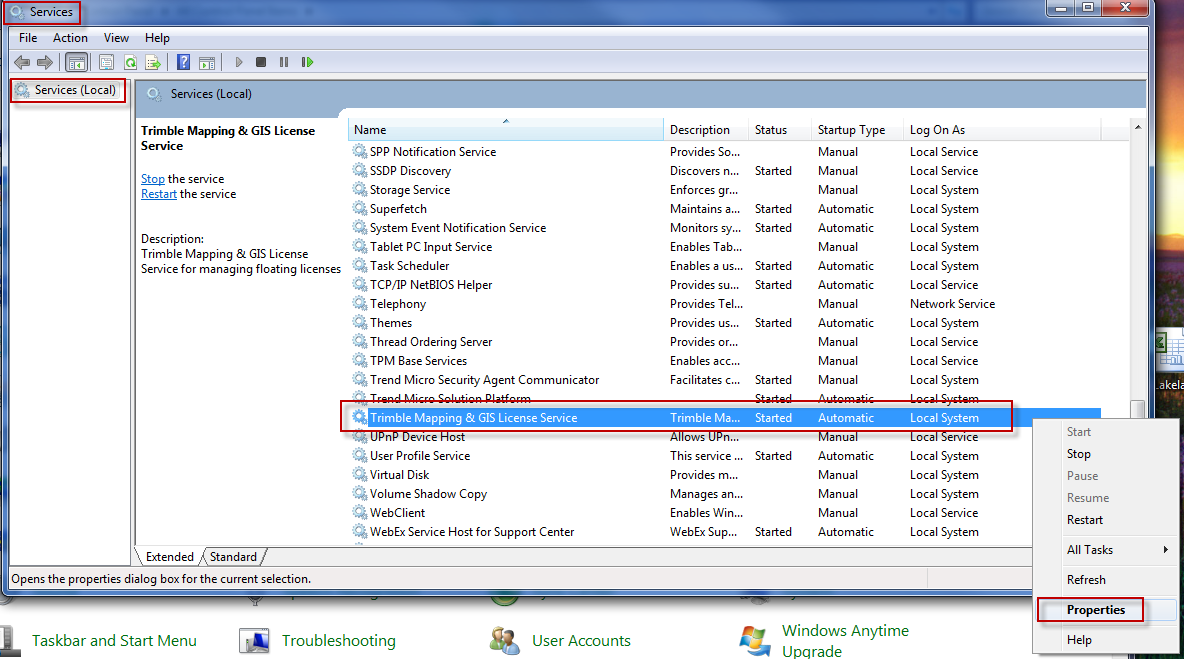 Services
File Action View Help
Services (Local)
Services (Local)
Trimble Mapping & GIS License
Service
Stop the service
Restart the service
Description:
Trimble Mapping & GIS License
Service for managing floating licenses
Name Description Status Startup Type Log On As
SPP Notification Service Provides So... Manual Local Service
SSDP Discovery Discovers n... Started Manual Local Service
Storage Service Enforces gr... Manual Local System
Superfetch Maintains a... Started Automatic Local System
System Event Notification Service Monitors sy... Started Automatic Local System
Tablet PC Input Service Enables Tab... Manual Local System
Task Scheduler Enables a us... Started Automatic Local System
TCP/IP NetBIOS Helper Provides su... Started Automatic Local Service
Telephony Provides Tel... Manual Network Service
Themes Provides us... Started Automatic Local System
Thread Ordering Server Provides or... Manual Local Service
TPM Base Services Enables acc... Manual Local Service
Trend Micro Security Agent Communicator Facilitates c... Started Manual Local System
Trend Micro Solution Platform Started Automatic Local System
Trimble Mapping & GIS License Service Trimble Ma... Started Automatic Local System
UPnP Device Host Allows UPn... Manual Local Service
User Profile Service This service ... Started Automatic Local System
Virtual Disk Provides m... Manual Local System
Volume Shadow Copy Manages an... Manual Local System
WebClient Enables Win... Manual Local Service
WebEx Service Host for Support Center WebEx Sup... Started Automatic Local System
Extended Standard
Opens the properties dialog box for the current selection.
Start
Stop
Pause
Resume
Restart
All Tasks
Refresh
Properties
Help
Taskbar and Start Menu
Troubleshooting
User Accounts
Windows Anytime
Upgrade